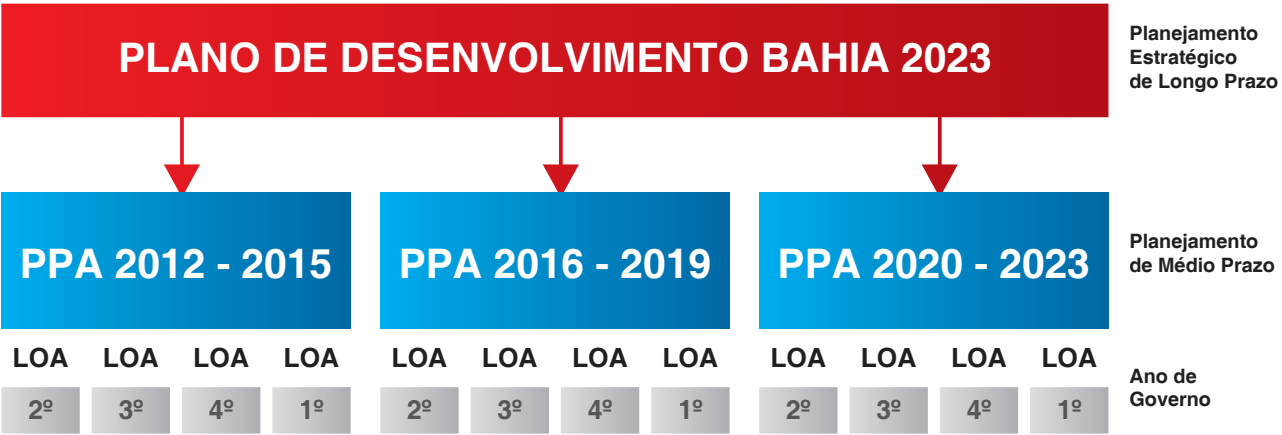 PLANO DE DESENVOLVIMENTO BAHIA 2023
Planejamento
Estratégico
de Longo Prazo
PPA 2012 - 2015
PPA 2016 - 2019
PPA 2020 - 2023
Planejamento
de Médio Prazo
LOA LOA LOA LOA LOA LOA LOA LOA LOA LOA LOA LOA
2º 3º 4º 1º 2º 3º 4º 1º 2º 3º 4º 1º
Ano de
Governo